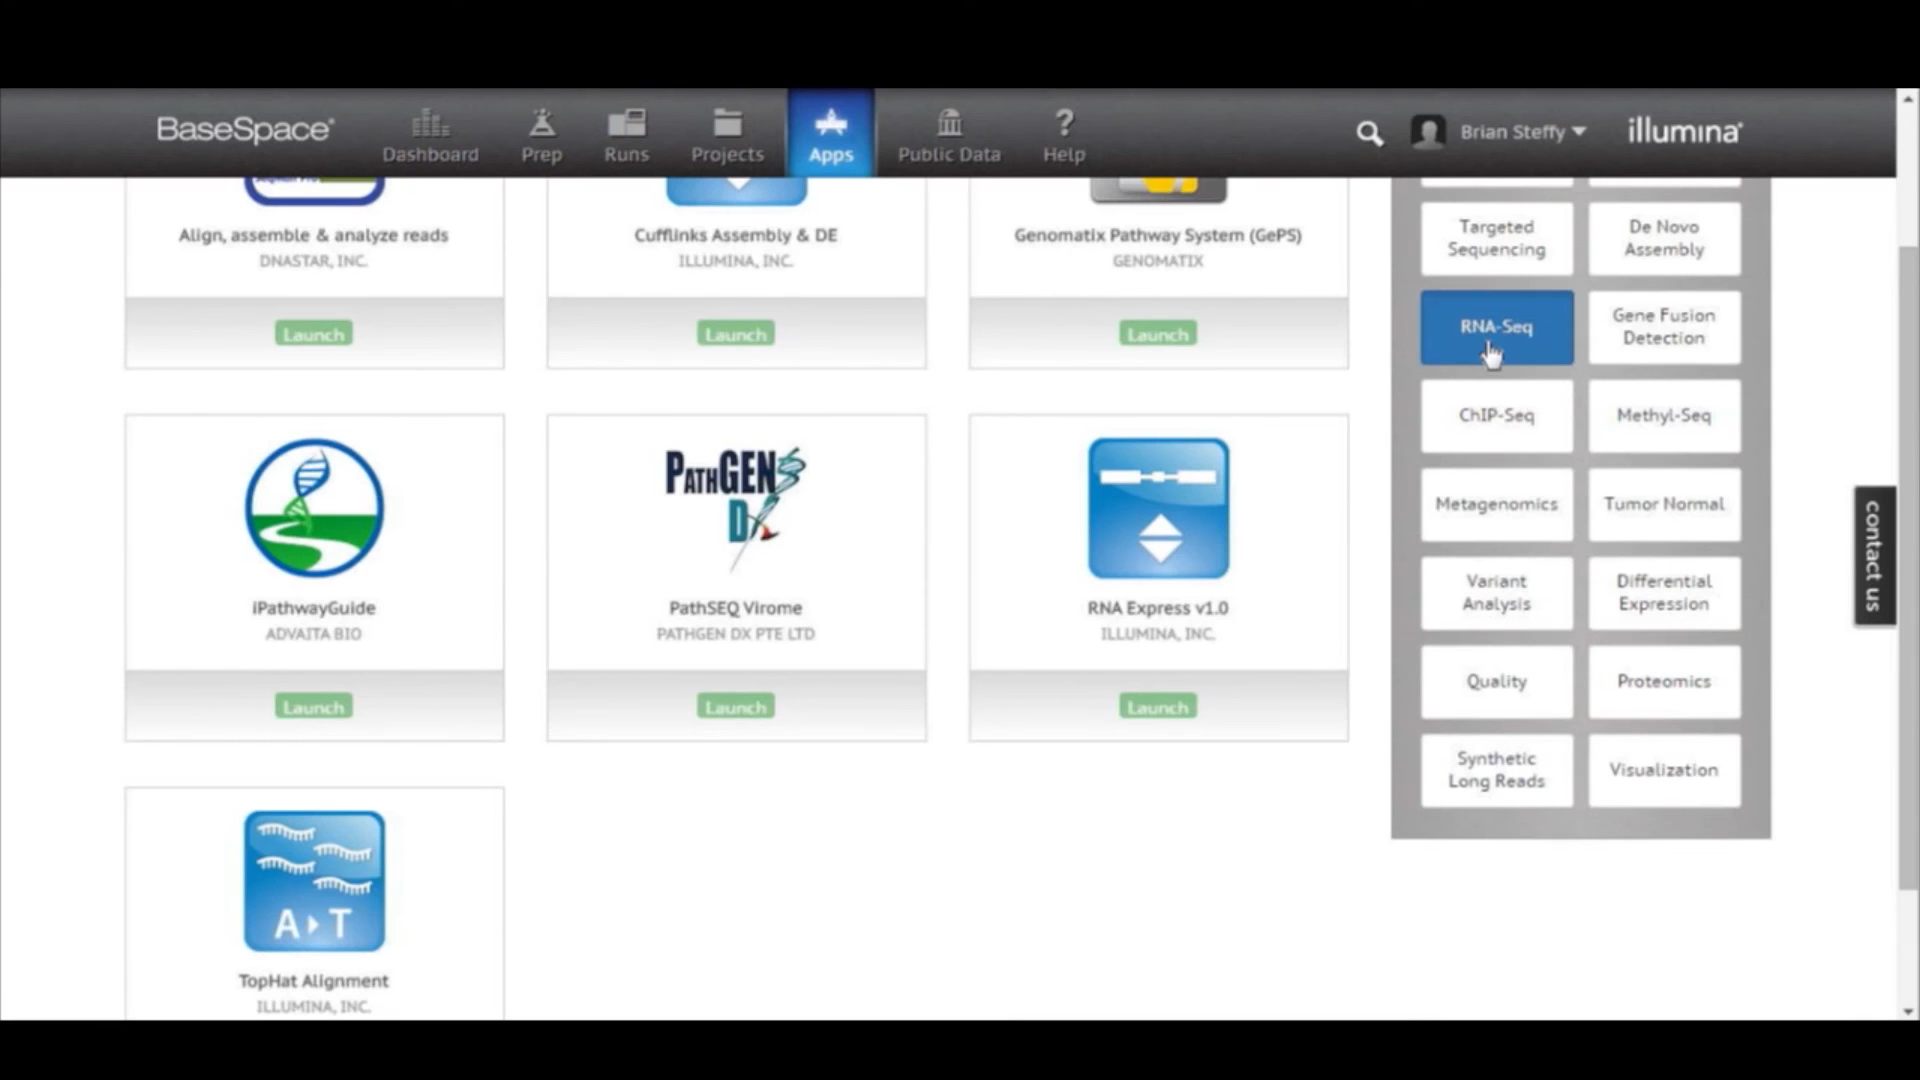 BaseSpace®
Dashboard
Prep
Runs
Projects
Apps
Public Data
?
Help
Brian Steffy
illumina®
Align, assemble & analyze reads
DNASTAR, INC.
Launch
Cufflinks Assembly & DE
ILLUMINA, INC.
Launch
Genomatix Pathway System (GePS)
GENOMATIX
Launch
iPathwayGuide
ADVAITA BIO
Launch
PATHGEN
DX
PathSEQ Virome
PATHGEN DX PTE LTD
Launch
RNA Express v1.0
ILLUMINA, INC.
Launch
A T
TopHat Alignment
ILLUMINA, INC.
Targeted
Sequencing
De Novo
Assembly
RNA-Seq
Gene Fusion
Detection
ChIP-Seq
Methyl-Seq
Metagenomics
Tumor Normal
Variant
Analysis
Differential
Expression
Quality
Proteomics
Synthetic
Long Reads
Visualization
contact us